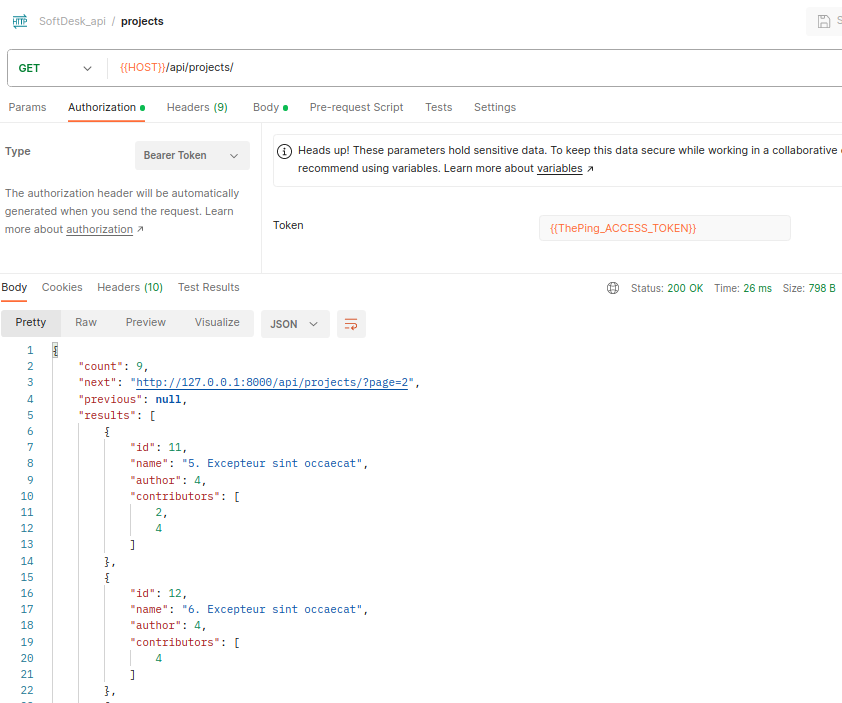 HTTP SoftDesk_api / projects S
GET {{HOST}}/api/projects/
Params Authorization Headers (9) Body Pre-request Script Tests Settings
Type
Bearer Token
The authorization header will be automatically
generated when you send the request. Learn
more about authorization ↗
Heads up! These parameters hold sensitive data. To keep this data secure while working in a collaborative
recommend using variables. Learn more about variables ↗
Token {{ThePing_ACCESS_TOKEN}}
Body Cookies Headers (10) Test Results Status: 200 OK Time: 26 ms Size: 798 B
Pretty Raw Preview Visualize JSON
1 {
2 "count": 9,
3 "next": "http://127.0.0.1:8000/api/projects/?page=2",
4 "previous": null,
5 "results": [
6 {
7 "id": 11,
8 "name": "5. Excepteur sint occaecat",
9 "author": 4,
10 "contributors": [
11 2,
12 4
13 ]
14 },
15 {
16 "id": 12,
17 "name": "6. Excepteur sint occaecat",
18 "author": 4,
19 "contributors": [
20 4
21 ]
22 },